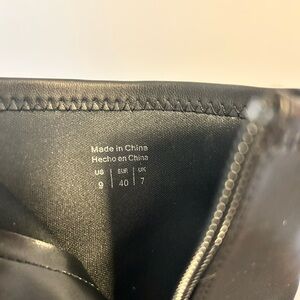 Made in China
Hecho en China
US | EUR | UK
9 | 40 | 7